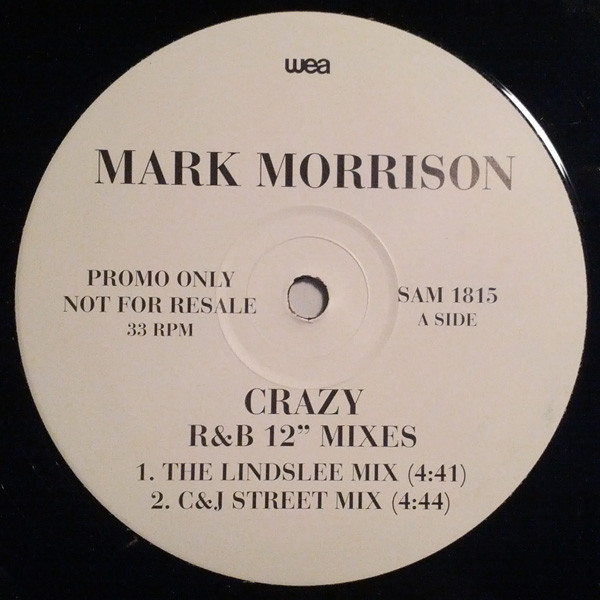 wea
MARK MORRISON
PROMO ONLY
NOT FOR RESALE
33 RPM
SAM 1815
A SIDE
CRAZY
R&B 12” MIXES
1. THE LINDSLEE MIX (4:41)
2. C&J STREET MIX (4:44)